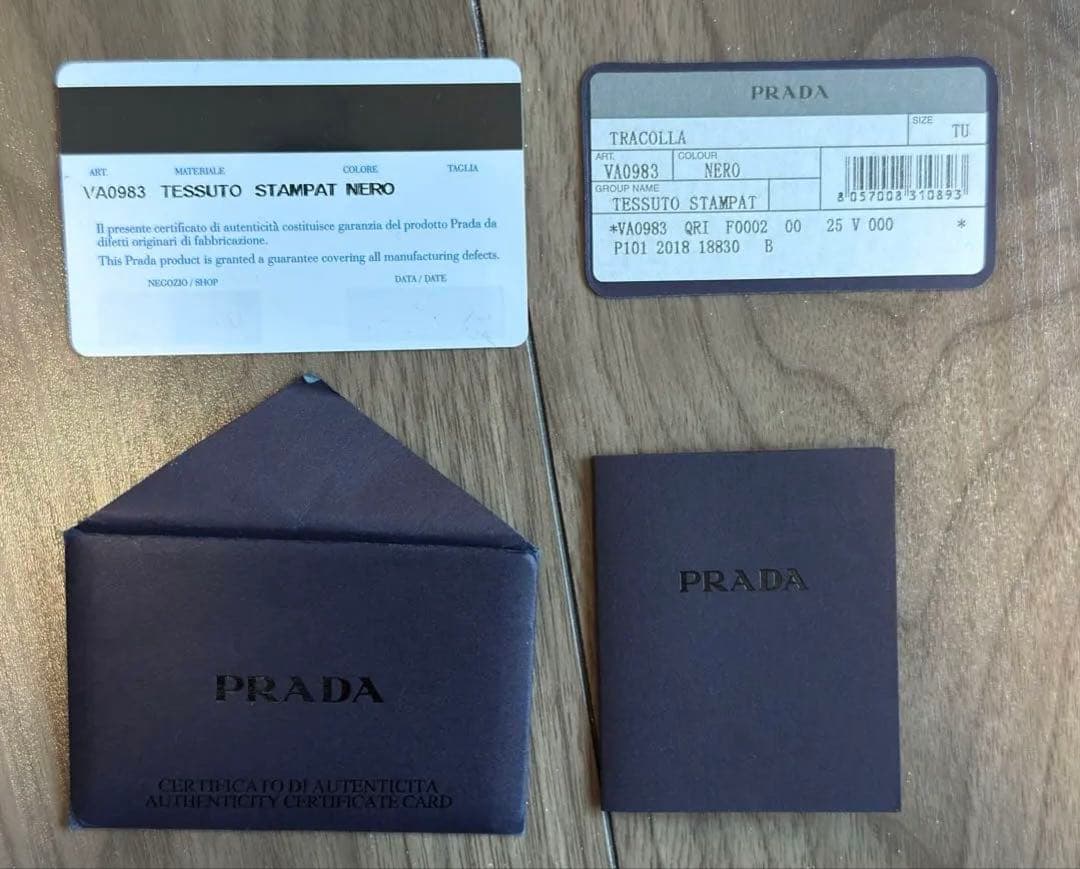 ART. MATERIALE COLORE TAGLIA
VA0983 TESSUTO STAMPAT NERO
Il presente certificato di autenticità costituisce garanzia del prodotto Prada da
difetti originari di fabbricazione.
This Prada product is granted a guarantee covering all manufacturing defects.
NEGOZIO / SHOP DATA / DATE
PRADA
TRACOLLA
SIZE
TU
ART.
VA0983
COLOUR
NERO
GROUP NAME
TESSUTO STAMPAT
8 057008 310893
*VA0983 QRI F0002 00 25 V 000 *
P101 2018 18830 B
PRADA
CERTIFICATO DI AUTENTICITA
AUTHENTICITY CERTIFICATE CARD
PRADA